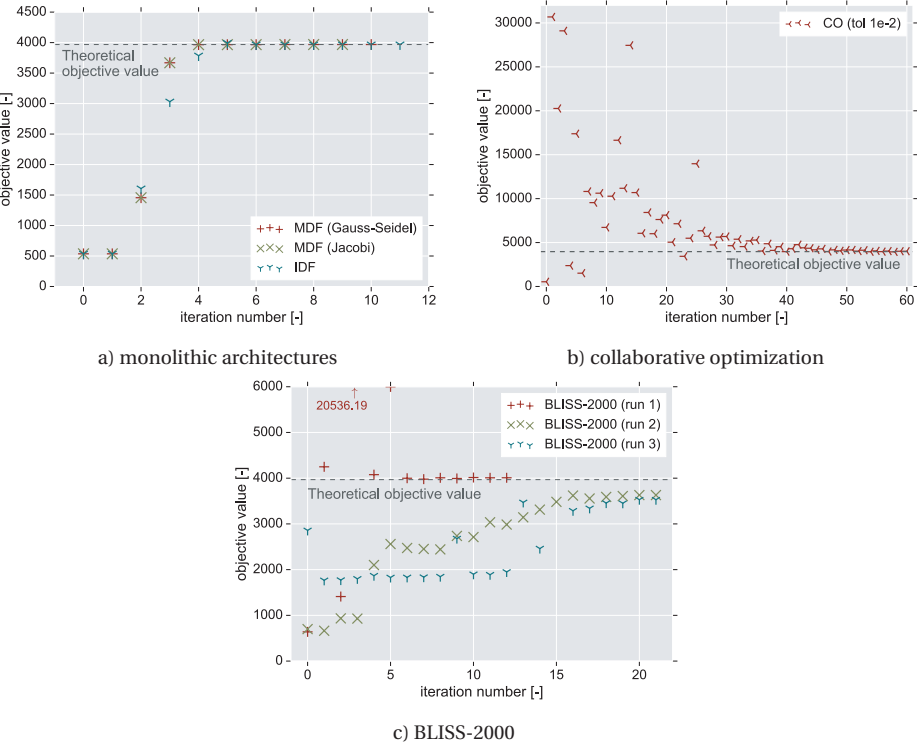 4500
4000
3500
3000
2500
2000
1500
1000
500
0
objective value [-]
Theoretical
objective value
MDF (Gauss-Seidel)
MDF (Jacobi)
IDF
0 2 4 6 8 10 12
iteration number [-]
a) monolithic architectures
30000
25000
20000
15000
10000
5000
0
objective value [-]
CO (tol 1e-2)
Theoretical objective value
0 10 20 30 40 50 60
iteration number [-]
b) collaborative optimization
6000
5000
4000
3000
2000
1000
0
objective value [-]
20536.19
BLISS-2000 (run 1)
BLISS-2000 (run 2)
BLISS-2000 (run 3)
Theoretical objective value
0 5 10 15 20
iteration number [-]
c) BLISS-2000